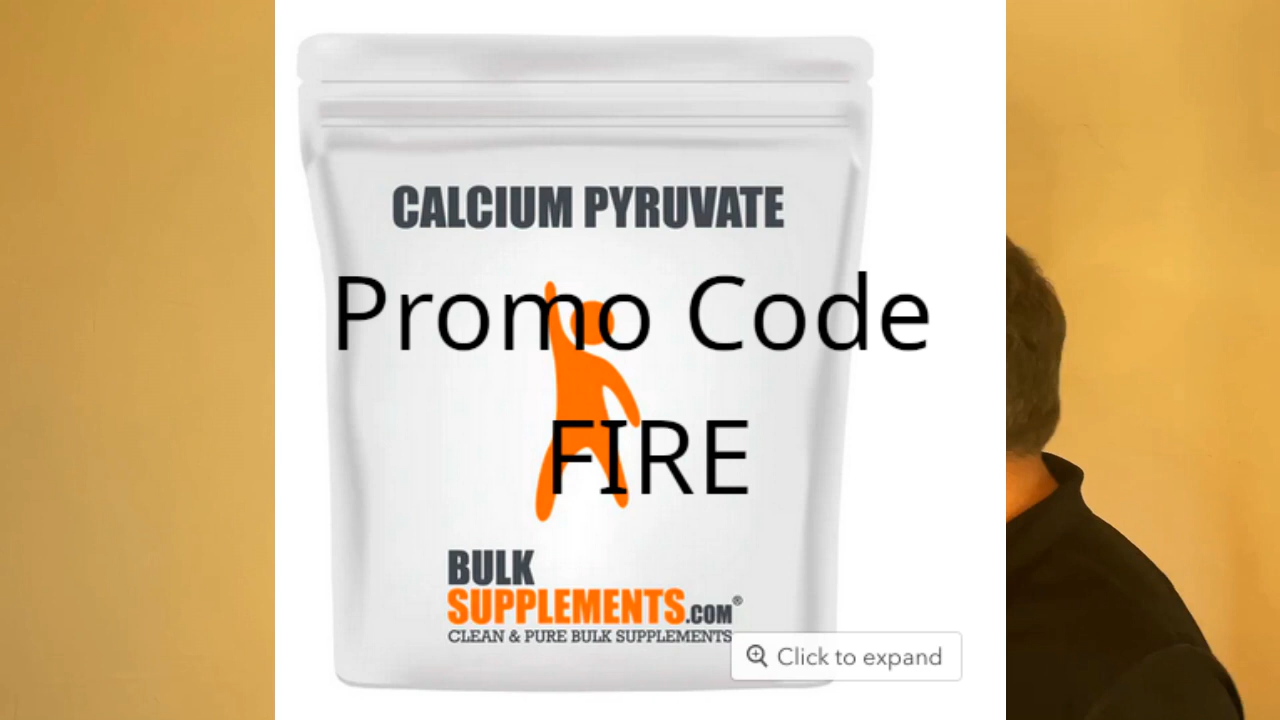 CALCIUM PYRUVATE
Promo Code
FIRE
BULK
SUPPLEMENTS.COM®
CLEAN & PURE BULK SUPPLEMENTS
Click to expand